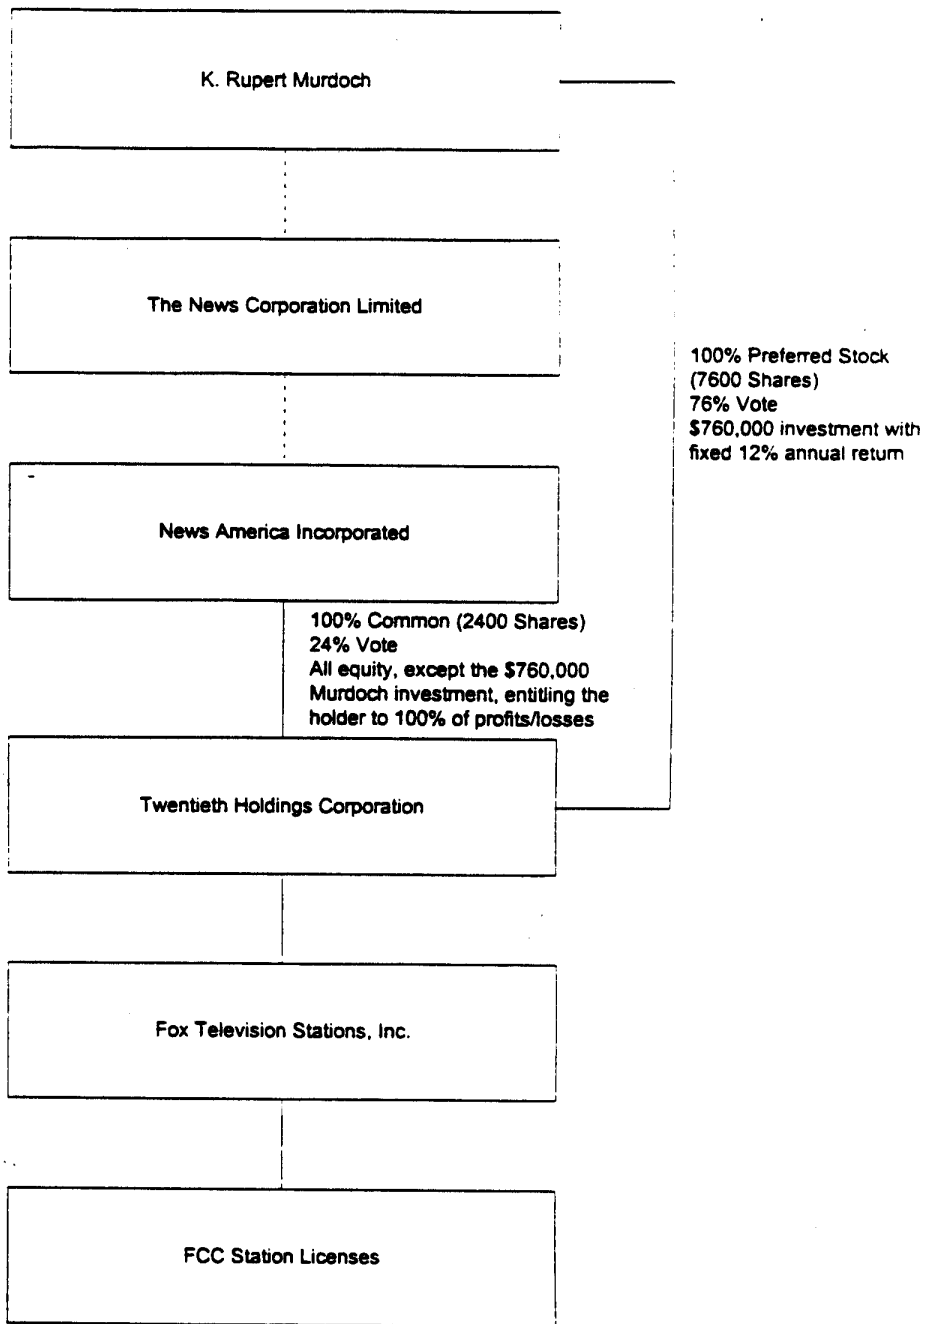 K. Rupert Murdoch
The News Corporation Limited
100% Preferred Stock
(7600 Shares)
76% Vote
$760,000 investment with
fixed 12% annual return
News America Incorporated
100% Common (2400 Shares)
24% Vote
All equity, except the $760,000
Murdoch investment, entitling the
holder to 100% of profits/losses
Twentieth Holdings Corporation
Fox Television Stations, Inc.
FCC Station Licenses